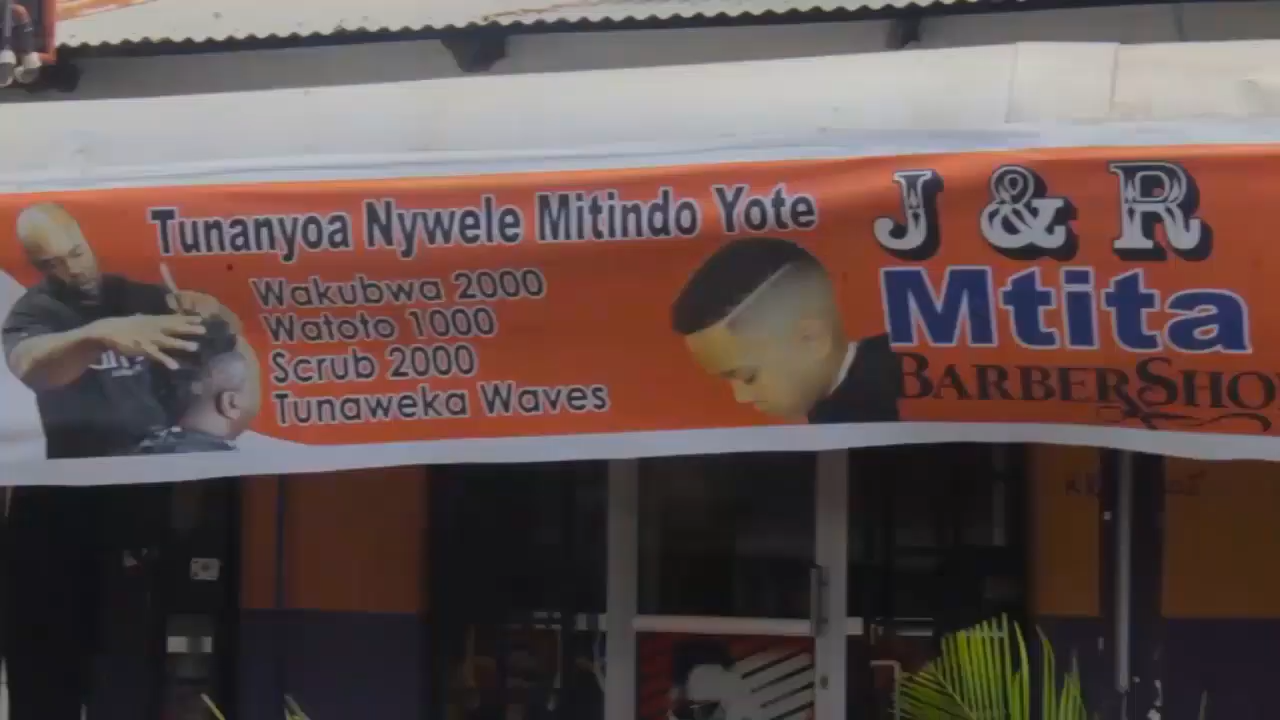 Tunanyoa Nywele Mitindo Yote
Wakubwa 2000
Watoto 1000
Scrub 2000
Tunaweka Waves
J & R
Mtita
BARBERSHO